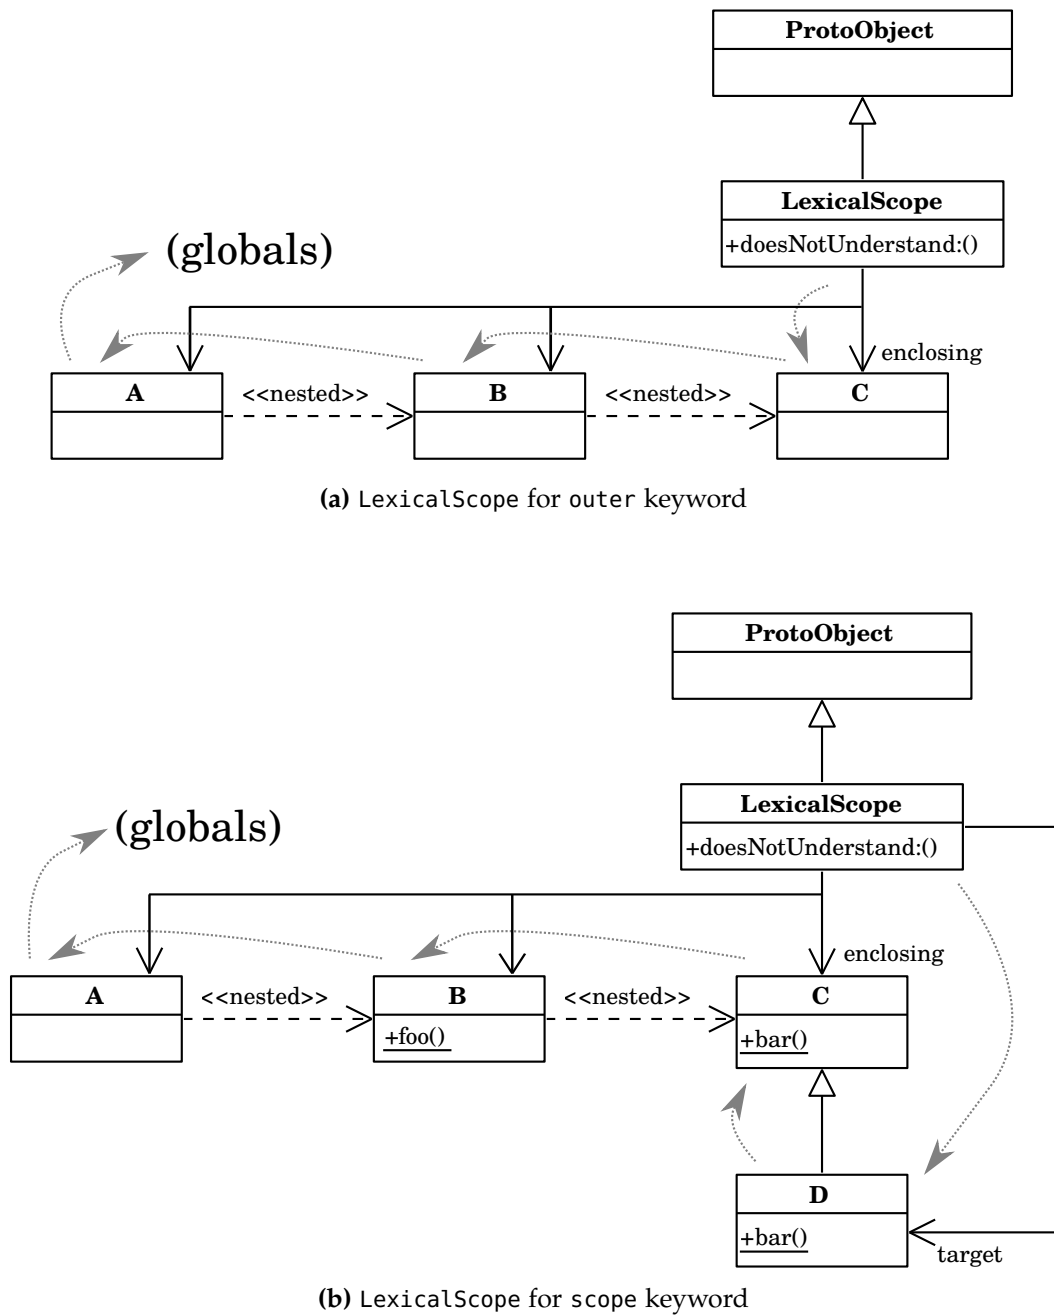 ProtoObject
LexicalScope
+doesNotUnderstand:()
(globals)
enclosing
A <<nested>> B <<nested>> C
(a) LexicalScope for outer keyword
ProtoObject
LexicalScope
+doesNotUnderstand:()
(globals)
enclosing
A <<nested>> B <<nested>> C
+foo() +bar()
D
+bar()
target
(b) LexicalScope for scope keyword